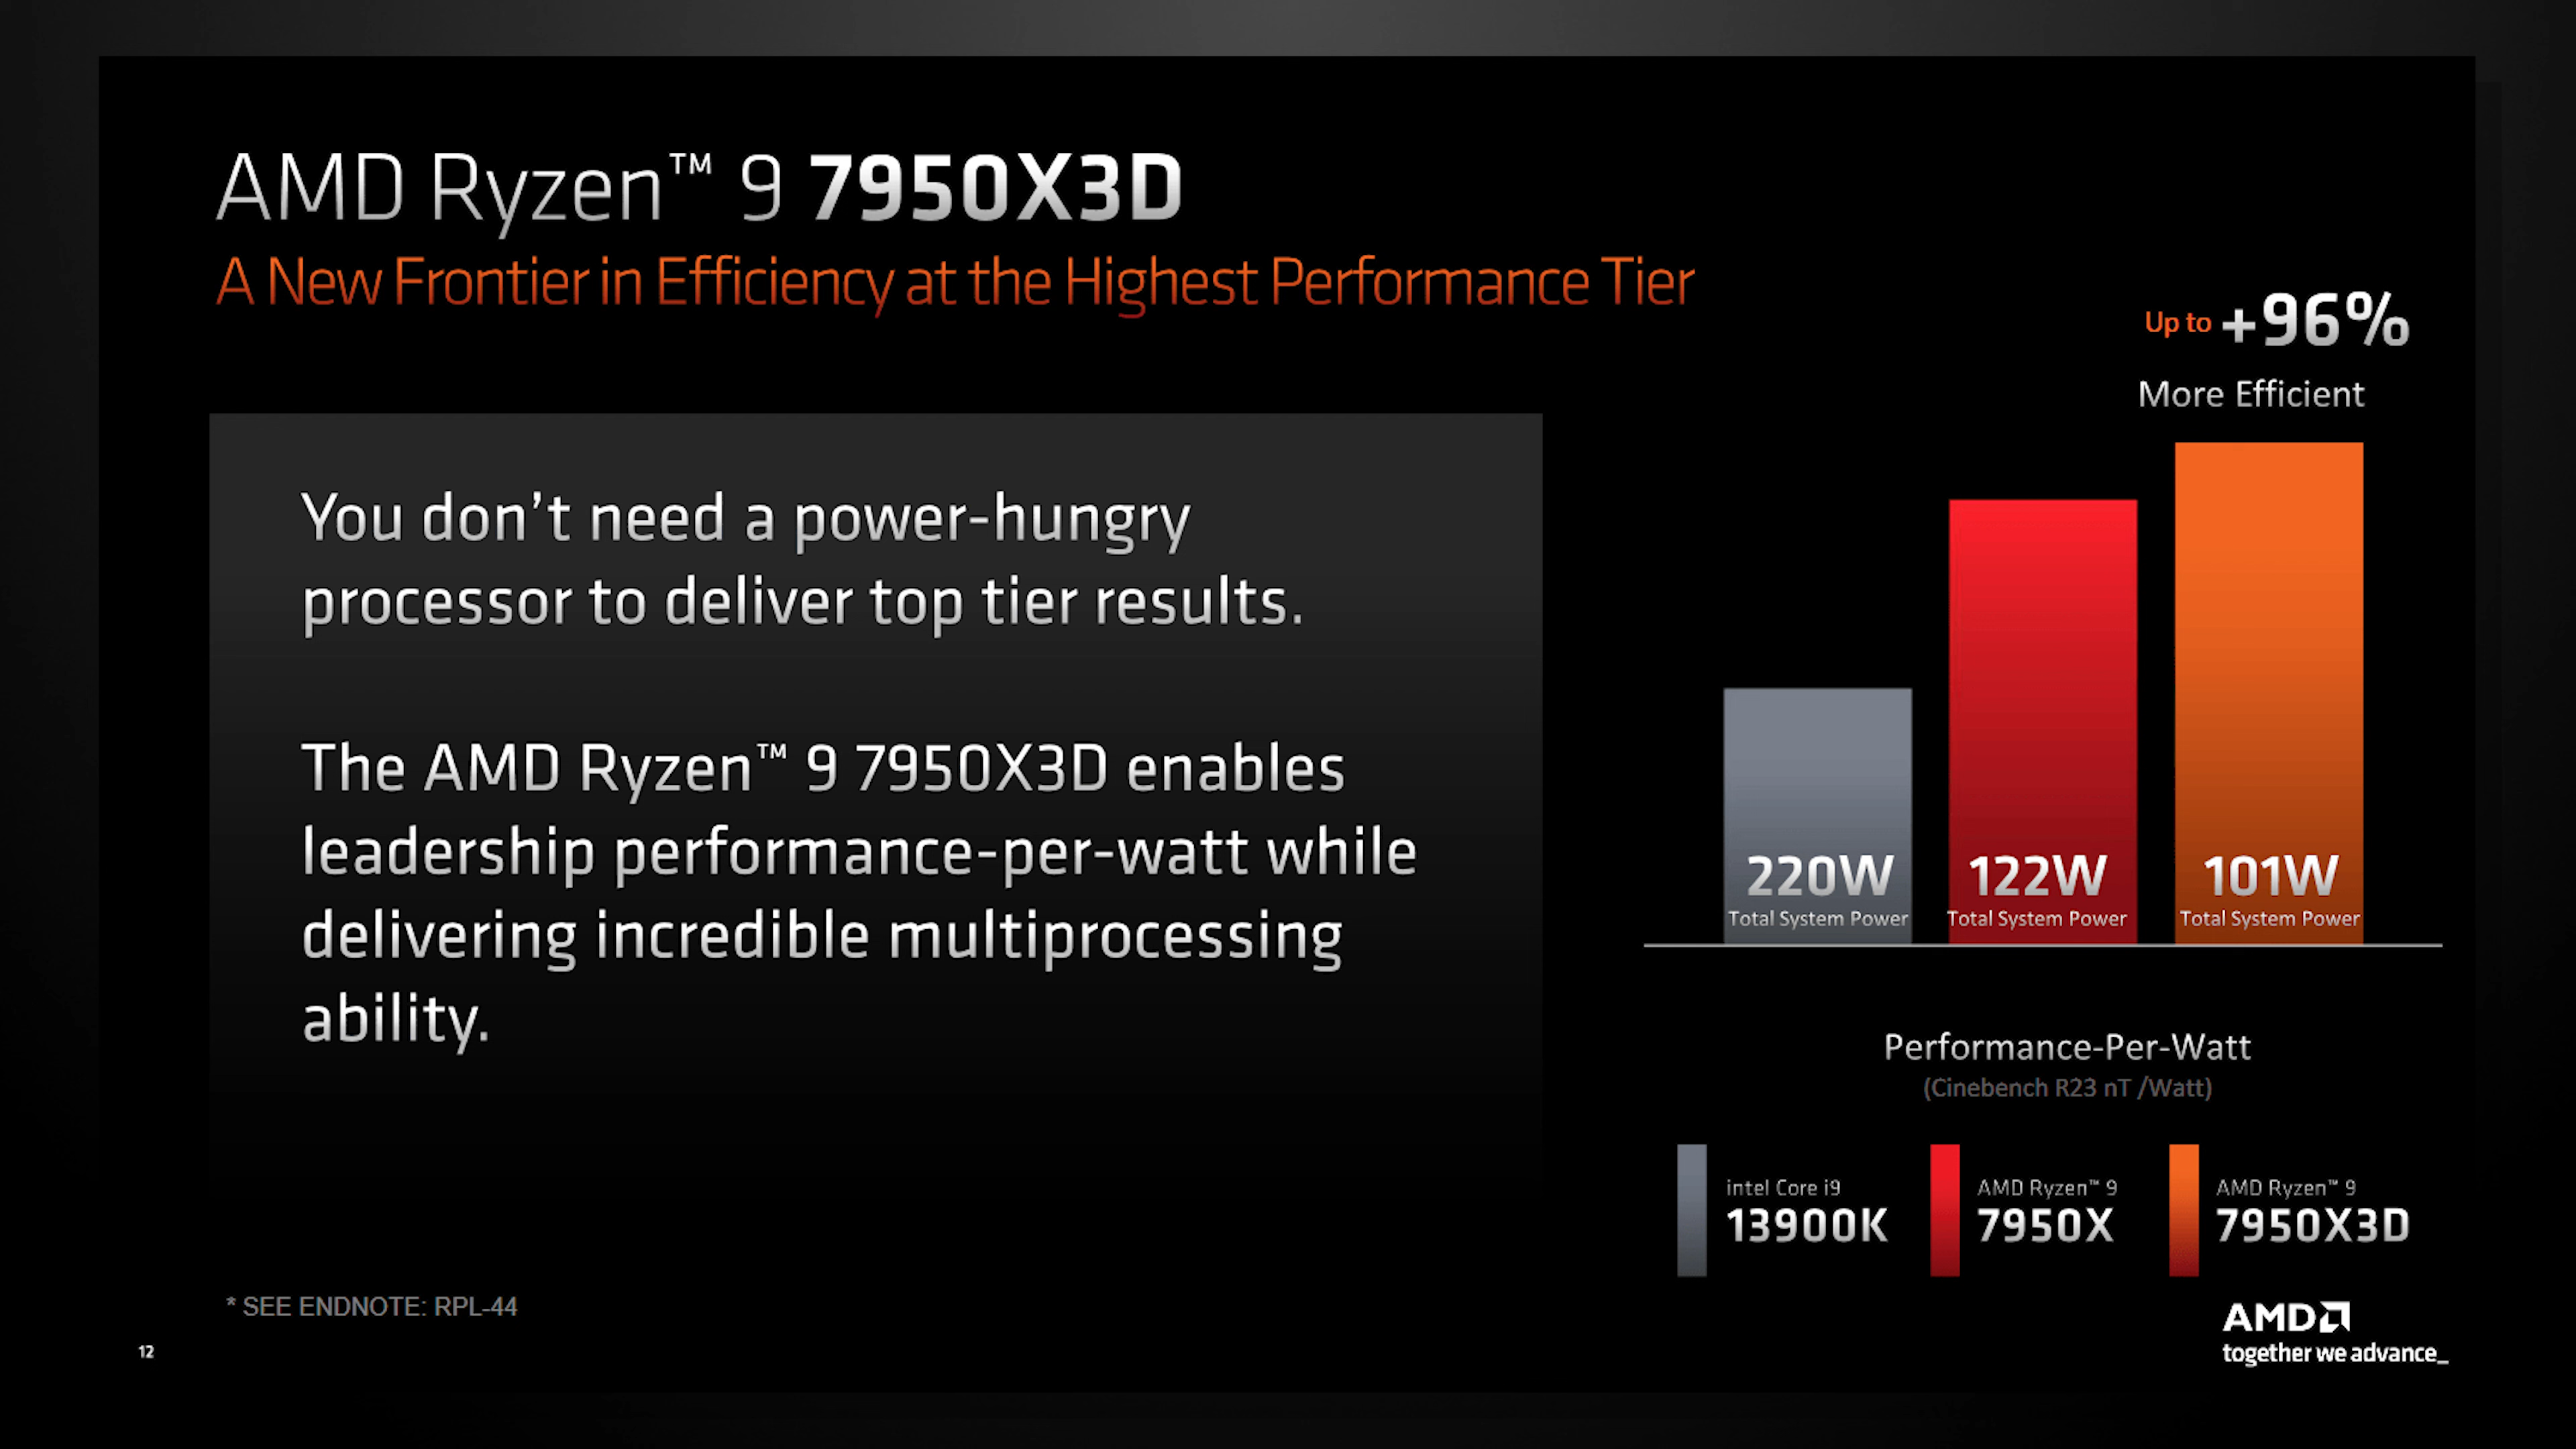 AMD Ryzen™ 9 7950X3D
A New Frontier in Efficiency at the Highest Performance Tier
You don't need a power-hungry
processor to deliver top tier results.
The AMD Ryzen™ 9 7950X3D enables
leadership performance-per-watt while
delivering incredible multiprocessing
ability.
Up to +96%
More Efficient
220W
Total System Power
122W
Total System Power
101W
Total System Power
Performance-Per-Watt
(Cinebench R23 nT /Watt)
intel Core i9
13900K
AMD Ryzen™ 9
7950X
AMD Ryzen™ 9
7950X3D
* SEE ENDNOTE: RPL-44
12
AMD
together we advance_